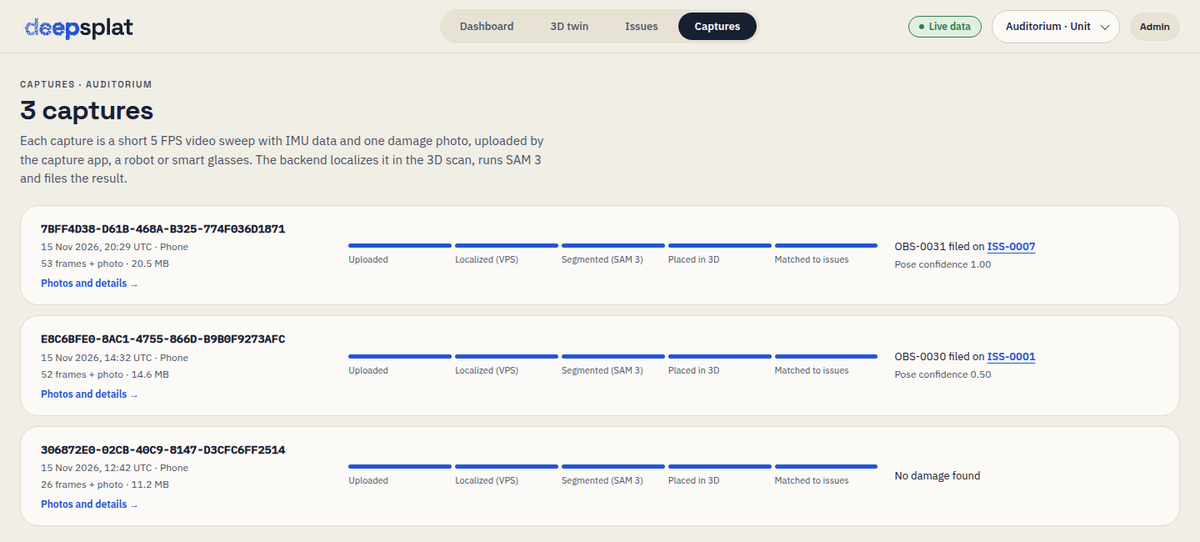 deepsplat
Dashboard
3D twin
Issues
Captures
Live data
Auditorium · Unit
Admin
CAPTURES · AUDITORIUM
3 captures
Each capture is a short 5 FPS video sweep with IMU data and one damage photo, uploaded by
the capture app, a robot or smart glasses. The backend localizes it in the 3D scan, runs SAM 3
and files the result.
7BFF4D38-D61B-468A-B325-774F036D1871
15 Nov 2026, 20:29 UTC · Phone
53 frames + photo · 20.5 MB
Photos and details →
Uploaded
Localized (VPS)
Segmented (SAM 3)
Placed in 3D
Matched to issues
OBS-0031 filed on ISS-0007
Pose confidence 1.00
E8C6BFE0-8AC1-4755-866D-B9B0F9273AFC
15 Nov 2026, 14:32 UTC · Phone
52 frames + photo · 14.6 MB
Photos and details →
Uploaded
Localized (VPS)
Segmented (SAM 3)
Placed in 3D
Matched to issues
OBS-0030 filed on ISS-0001
Pose confidence 0.50
306872E0-02CB-40C9-8147-D3CFC6FF2514
15 Nov 2026, 12:42 UTC · Phone
26 frames + photo · 11.2 MB
Photos and details →
Uploaded
Localized (VPS)
Segmented (SAM 3)
Placed in 3D
Matched to issues
No damage found